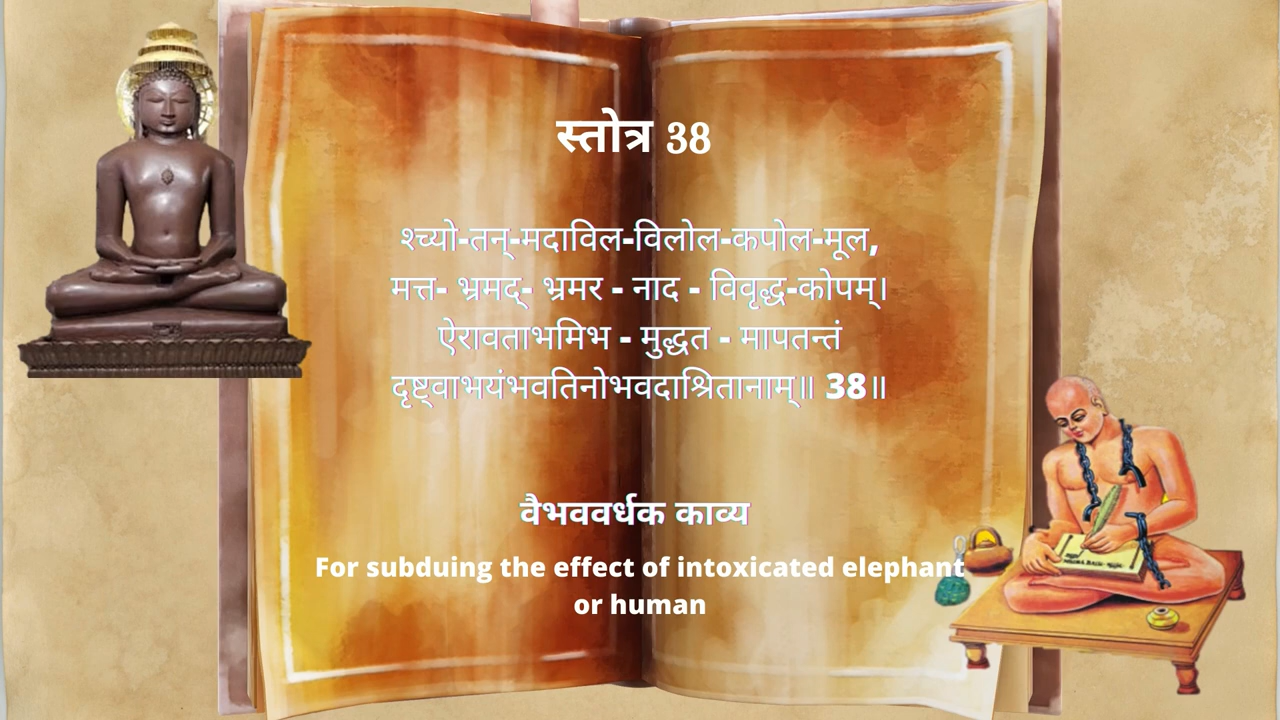 स्तोत्र 38
श्च्यो-तन्-मदाविल-विलोल-कपोल-मूल,
मत्त- भ्रमद्- भ्रमर - नाद - विवृद्ध-कोपम्।
ऐरावताभमिभ - मुद्धत - मापतन्तं
दृष्ट्वाभयंभवतिनोभवदाश्रितानाम्॥ 38॥
वैभववर्धक काव्य
For subduing the effect of intoxicated elephant
or human